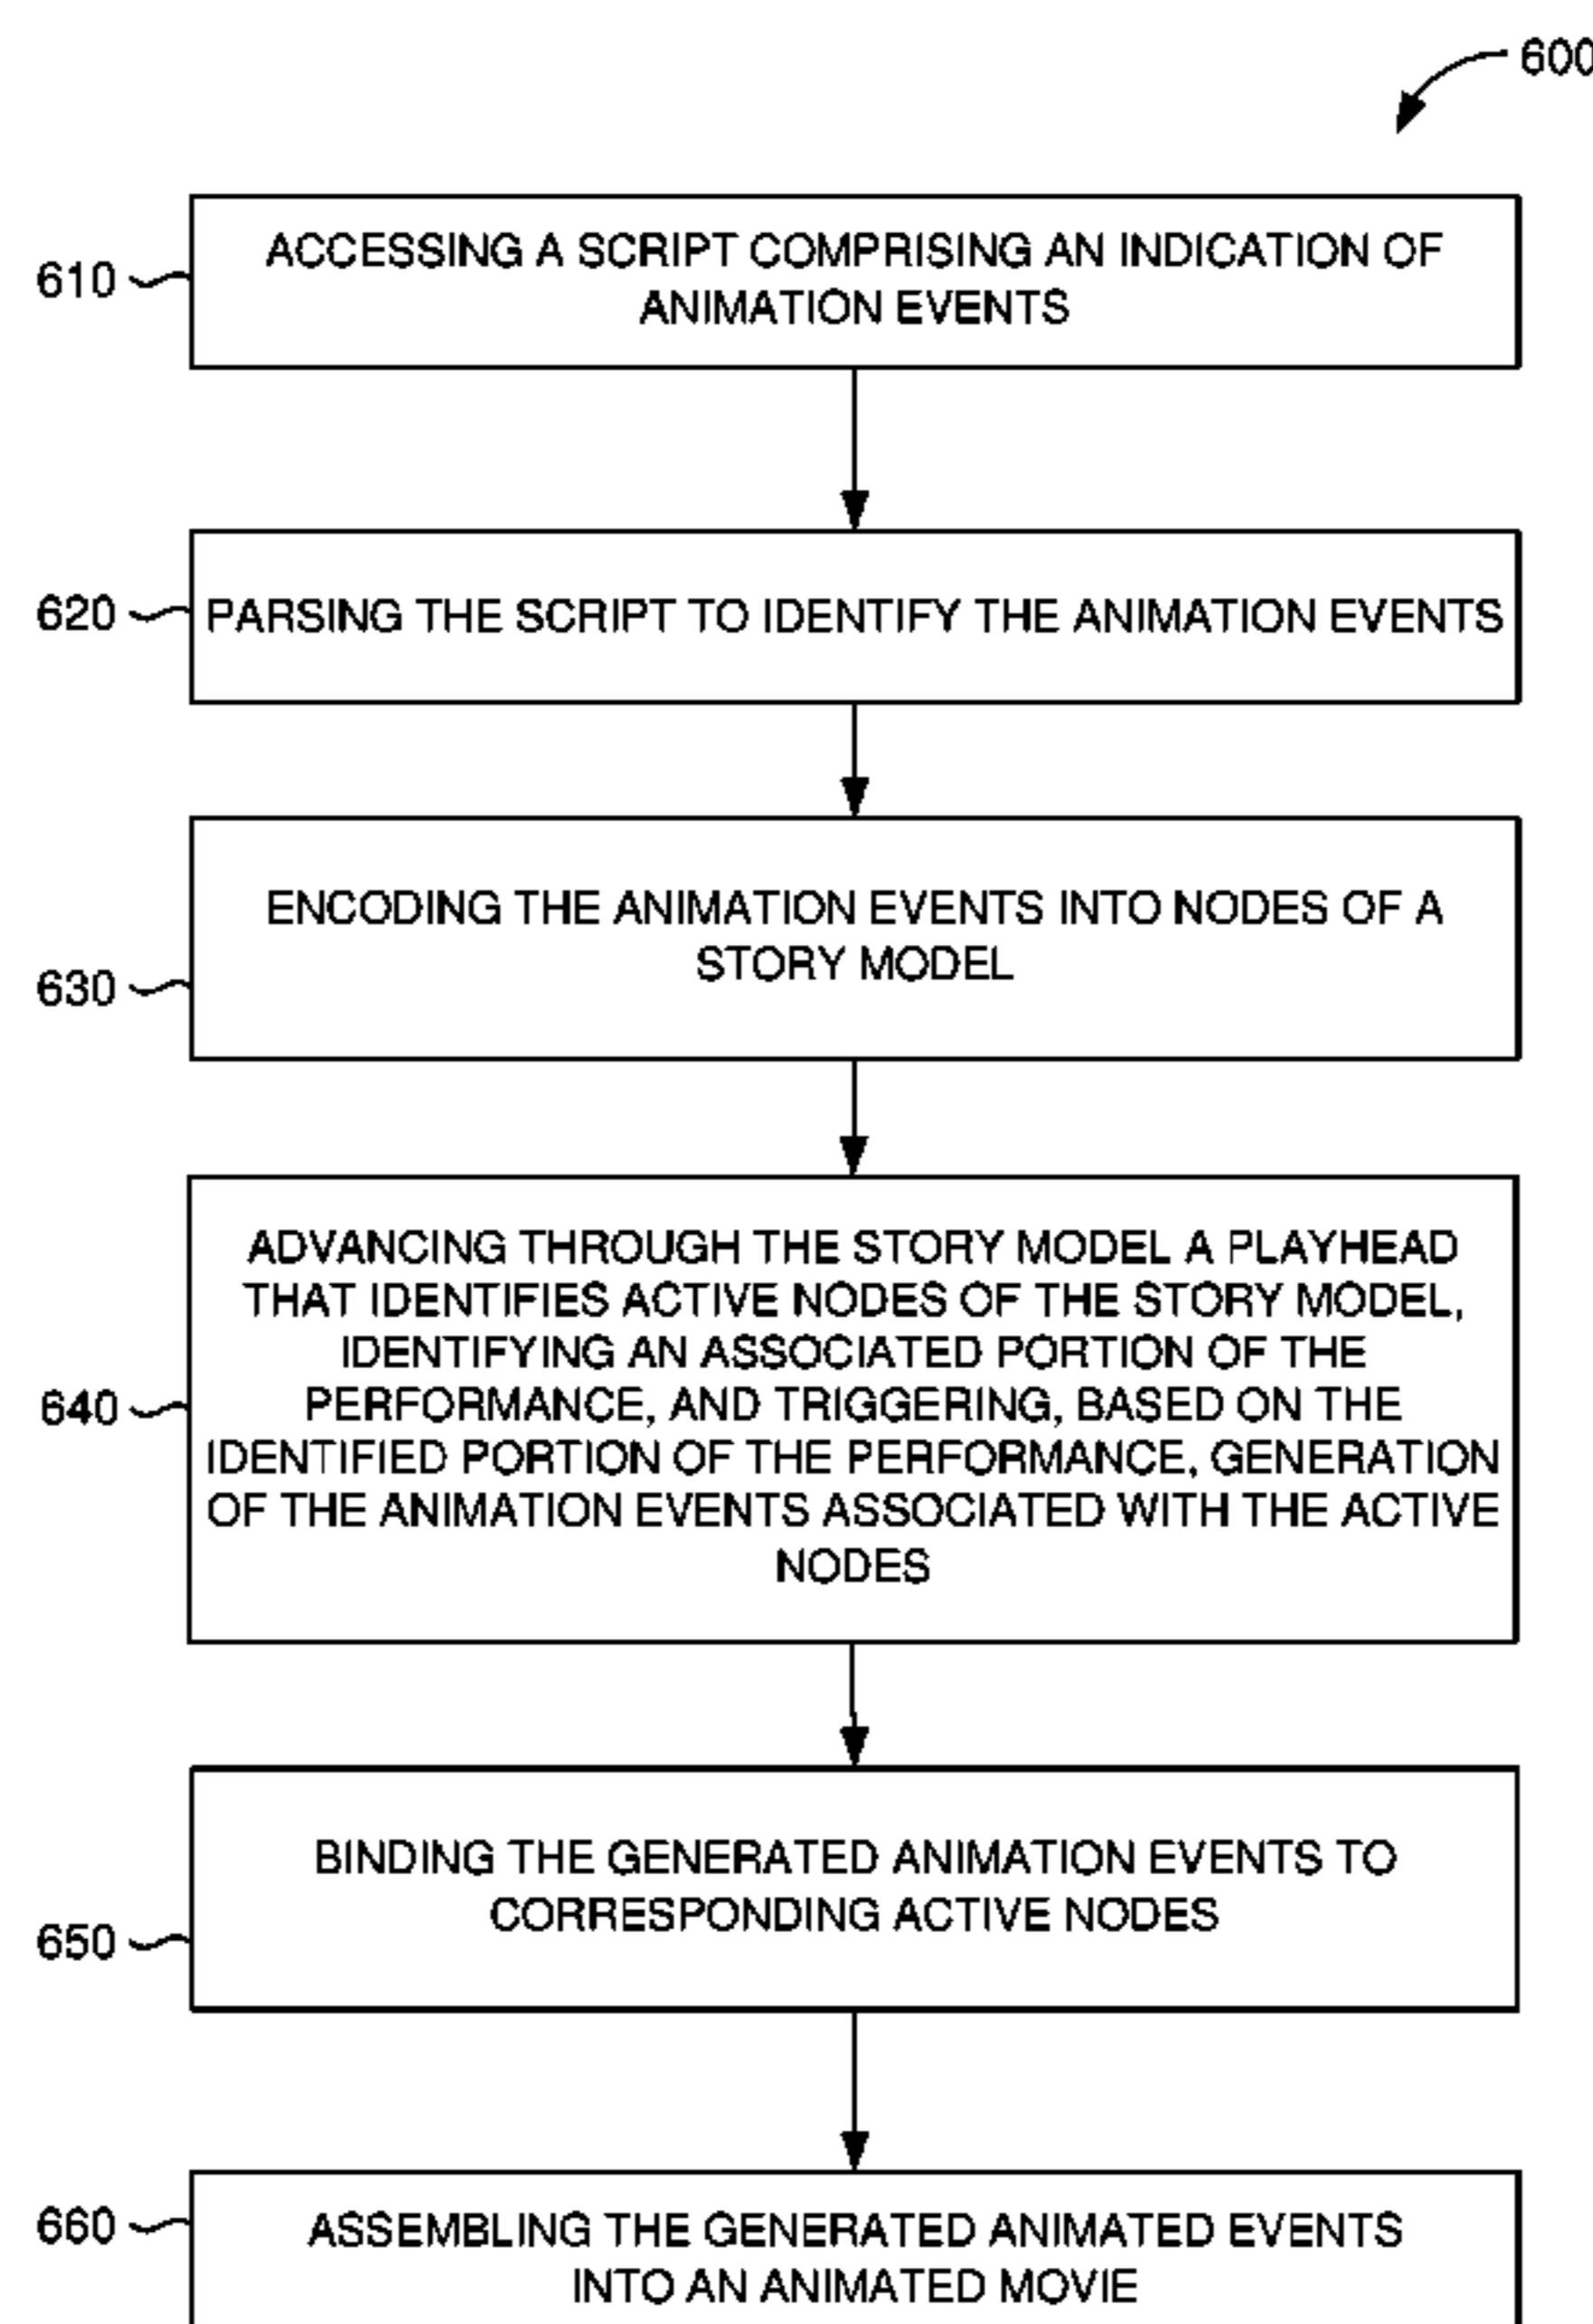 600
610
ACCESSING A SCRIPT COMPRISING AN INDICATION OF
ANIMATION EVENTS
620
PARSING THE SCRIPT TO IDENTIFY THE ANIMATION EVENTS
630
ENCODING THE ANIMATION EVENTS INTO NODES OF A
STORY MODEL
640
ADVANCING THROUGH THE STORY MODEL A PLAYHEAD
THAT IDENTIFIES ACTIVE NODES OF THE STORY MODEL,
IDENTIFYING AN ASSOCIATED PORTION OF THE
PERFORMANCE, AND TRIGGERING, BASED ON THE
IDENTIFIED PORTION OF THE PERFORMANCE, GENERATION
OF THE ANIMATION EVENTS ASSOCIATED WITH THE ACTIVE
NODES
650
BINDING THE GENERATED ANIMATION EVENTS TO
CORRESPONDING ACTIVE NODES
660
ASSEMBLING THE GENERATED ANIMATED EVENTS
INTO AN ANIMATED MOVIE